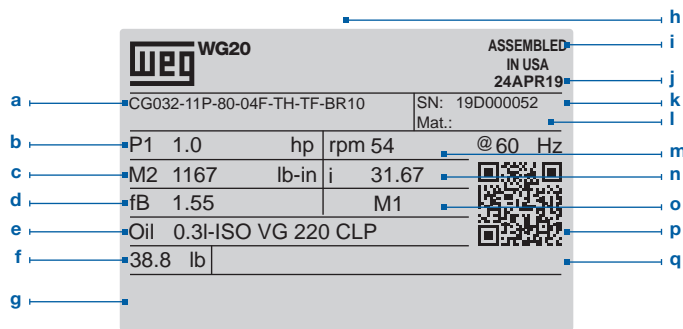 h
WEG WG20 ASSEMBLED i
IN USA
24APR19 j
a CG032-11P-80-04F-TH-TF-BR10 SN: 19D000052 k
Mat.: l
b P1 1.0 hp rpm 54 @ 60 Hz m
c M2 1167 lb-in i 31.67 n
d fB 1.55 M1 o
e Oil 0.3l-ISO VG 220 CLP p
f 38.8 lb q
g